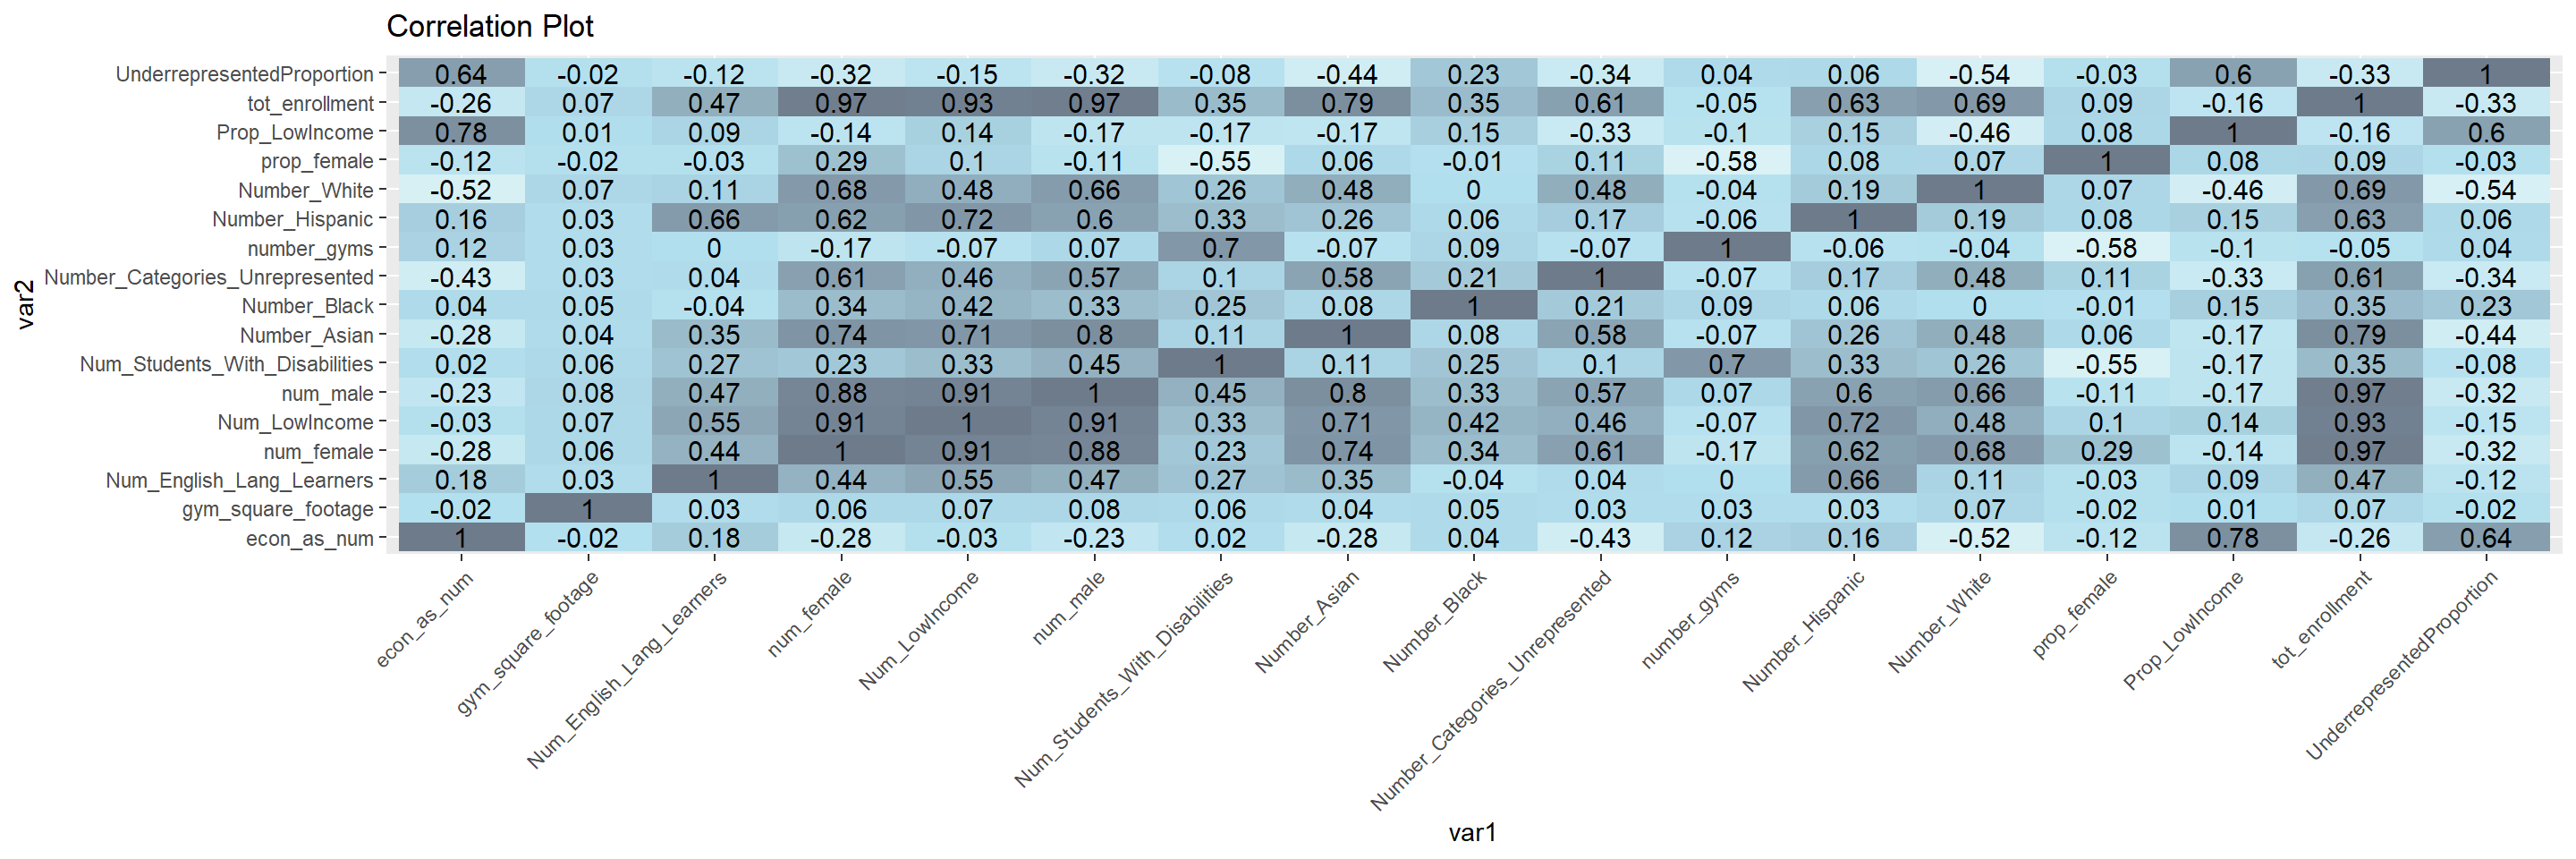 Correlation Plot
UnderrepresentedProportion 0.64 -0.02 -0.12 -0.32 -0.15 -0.32 -0.08 -0.44 0.23 -0.34 0.04 0.06 -0.54 -0.03 0.6 -0.33 1
tot_enrollment -0.26 0.07 0.47 0.97 0.93 0.97 0.35 0.79 0.35 0.61 -0.05 0.63 0.69 0.09 -0.16 1 -0.33
Prop_LowIncome 0.78 0.01 0.09 -0.14 0.14 -0.17 -0.17 -0.17 0.15 -0.33 -0.1 0.15 -0.46 0.08 1 -0.16 0.6
prop_female -0.12 -0.02 -0.03 0.29 0.1 -0.11 -0.55 0.06 -0.01 0.11 -0.58 0.08 0.07 1 0.08 0.09 -0.03
Number_White -0.52 0.07 0.11 0.68 0.48 0.66 0.26 0.48 0 0.48 -0.04 0.19 1 0.07 -0.46 0.69 -0.54
Number_Hispanic 0.16 0.03 0.66 0.62 0.72 0.6 0.33 0.26 0.06 0.17 -0.06 1 0.19 0.08 0.15 0.63 0.06
number_gyms 0.12 0.03 0 -0.17 -0.07 0.07 0.7 -0.07 0.09 -0.07 1 -0.06 -0.04 -0.58 -0.1 -0.05 0.04
Number_Categories_Unrepresented -0.43 0.03 0.04 0.61 0.46 0.57 0.1 0.58 0.21 1 -0.07 0.17 0.48 0.11 -0.33 0.61 -0.34
Number_Black 0.04 0.05 -0.04 0.34 0.42 0.33 0.25 0.08 1 0.21 0.09 0.06 0 -0.01 0.15 0.35 0.23
Number_Asian -0.28 0.04 0.35 0.74 0.71 0.8 0.11 1 0.08 0.58 -0.07 0.26 0.48 0.06 -0.17 0.79 -0.44
Num_Students_With_Disabilities 0.02 0.06 0.27 0.23 0.33 0.45 1 0.11 0.25 0.1 0.7 0.33 0.26 -0.55 -0.17 0.35 -0.08
num_male -0.23 0.08 0.47 0.88 0.91 1 0.45 0.8 0.33 0.57 0.07 0.6 0.66 -0.11 -0.17 0.97 -0.32
Num_LowIncome -0.03 0.07 0.55 0.91 1 0.91 0.33 0.71 0.42 0.46 -0.07 0.72 0.48 0.1 0.14 0.93 -0.15
num_female -0.28 0.06 0.44 1 0.91 0.88 0.23 0.74 0.34 0.61 -0.17 0.62 0.68 0.29 -0.14 0.97 -0.32
Num_English_Lang_Learners 0.18 0.03 1 0.44 0.55 0.47 0.27 0.35 -0.04 0.04 0 0.66 0.11 -0.03 0.09 0.47 -0.12
gym_square_footage -0.02 1 0.03 0.06 0.07 0.08 0.06 0.04 0.05 0.03 0.03 0.03 0.07 -0.02 0.01 0.07 -0.02
econ_as_num 1 -0.02 0.18 -0.28 -0.03 -0.23 0.02 -0.28 0.04 -0.43 0.12 0.16 -0.52 -0.12 0.78 -0.26 0.64
var2
econ_as_num
gym_square_footage
Num_English_Lang_Learners
num_female
Num_LowIncome
num_male
Num_Students_With_Disabilities
Number_Asian
Number_Black
Number_Categories_Unrepresented
number_gyms
Number_Hispanic
Number_White
prop_female
Prop_LowIncome
tot_enrollment
UnderrepresentedProportion
var1